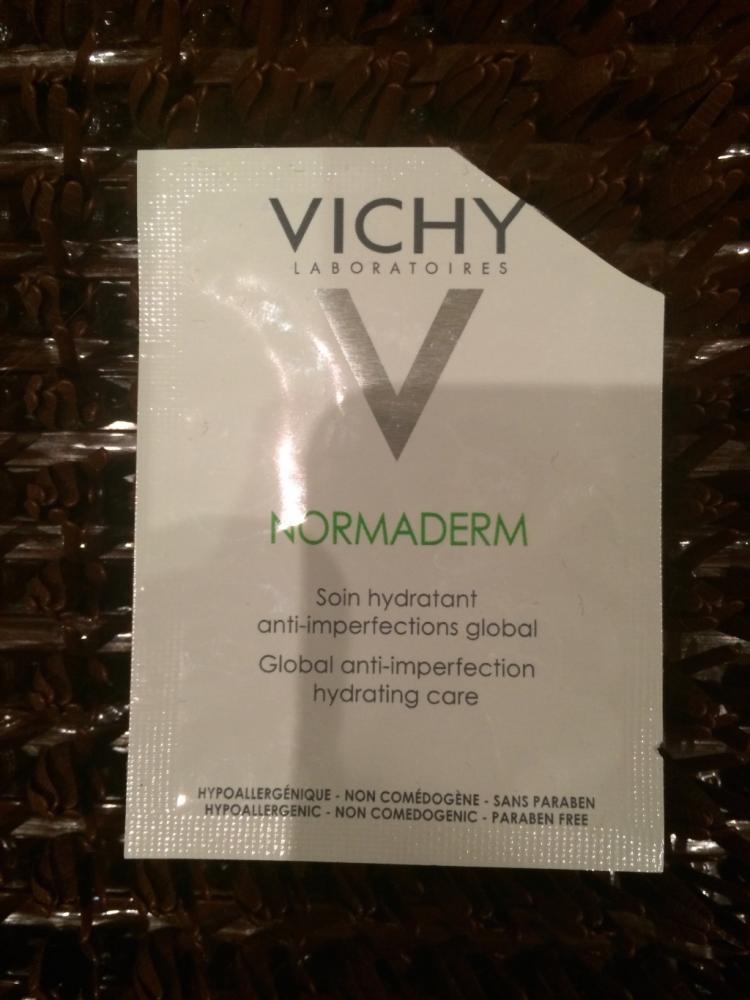 VICHY
LABORATOIRES
V
NORMADERM
Soin hydratant
anti-imperfections global
Global anti-imperfection
hydrating care
HYPOALLERGÉNIQUE - NON COMÉDOGÈNE - SANS PARABEN
HYPOALLERGENIC - NON COMEDOGENIC - PARABEN FREE